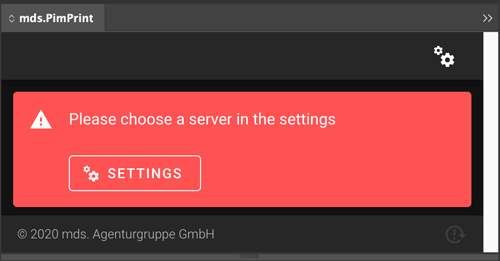 mds.PimPrint
Please choose a server in the settings
SETTINGS
© 2020 mds. Agenturgruppe GmbH